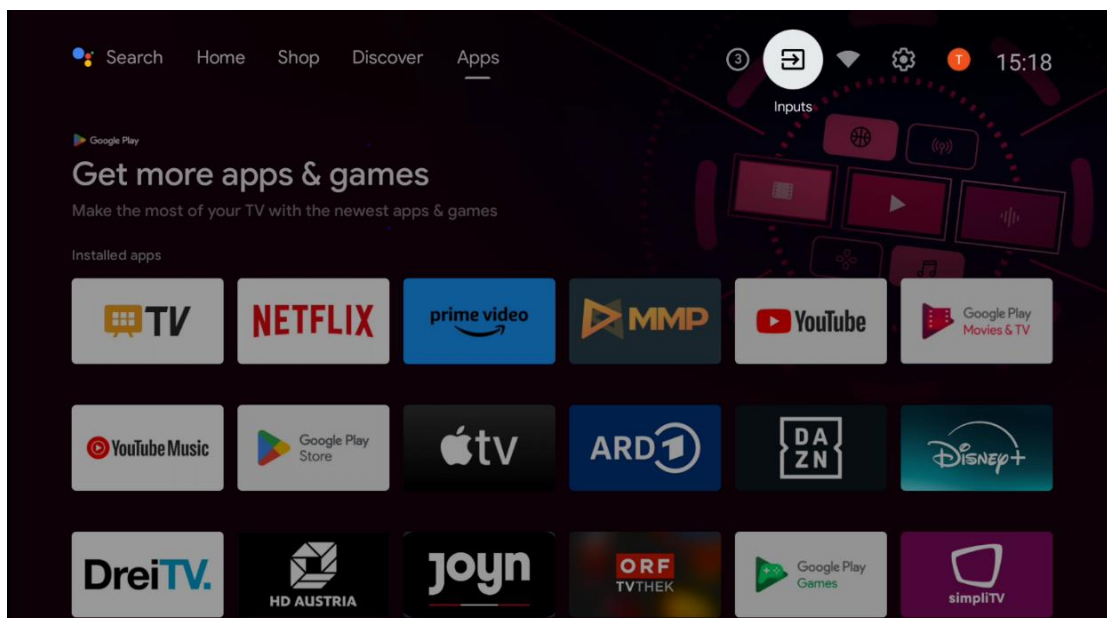 Search Home Shop Discover Apps 3 T 15:18
Inputs
Google Play
Get more apps & games
Make the most of your TV with the newest apps & games
Installed apps
TV NETFLIX prime video MMP YouTube Google Play Movies & TV
YouTube Music Google Play Store tv ARD 1 DAZN Disney+
DreiTV. HD AUSTRIA JOYN ORF TVTHEK Google Play Games simpliTV